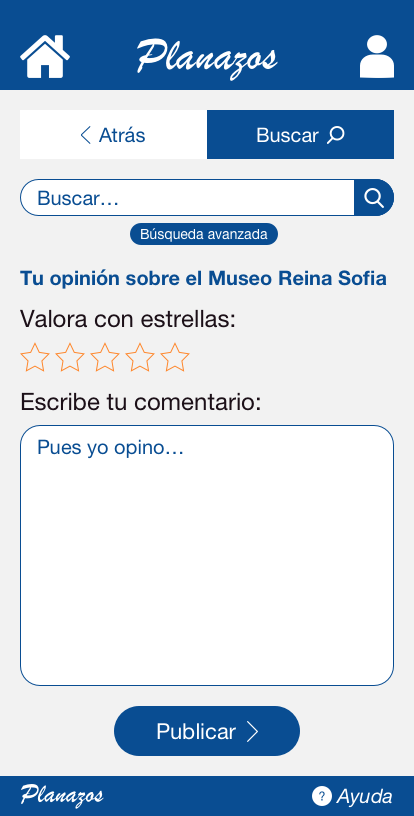 Planazos
Atrás
Buscar
Buscar...
Búsqueda avanzada
Tu opinión sobre el Museo Reina Sofia
Valora con estrellas:
Escribe tu comentario:
Pues yo opino...
Publicar
Planazos
? Ayuda